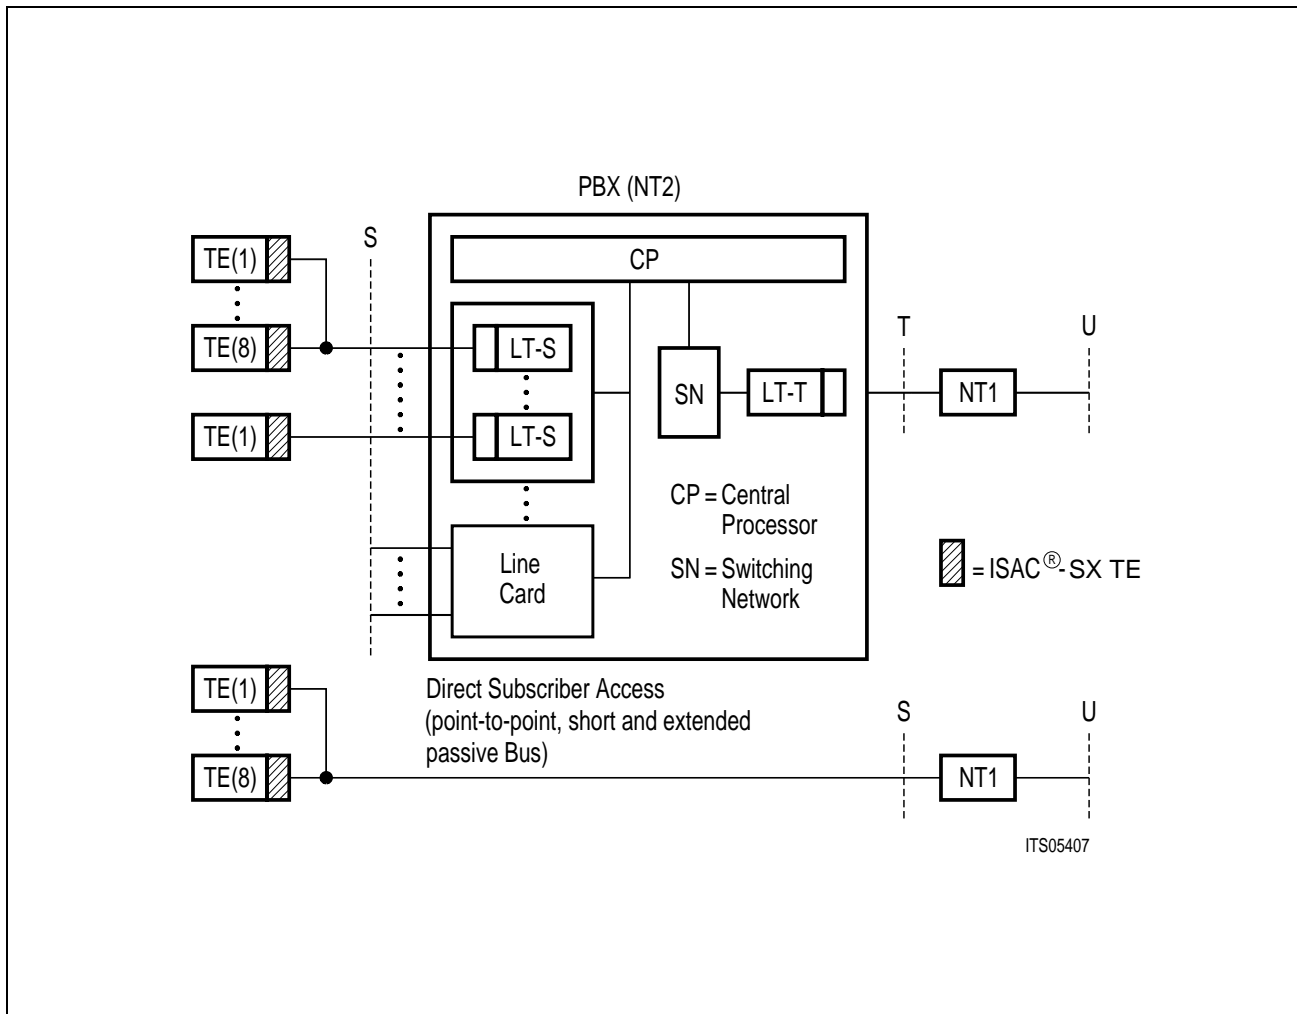 PBX (NT2)
S
TE(1)
CP
TE(8)
LT-S
T
U
SN
LT-T
NT1
TE(1)
LT-S
CP = Central
Processor
Line
Card
SN = Switching
Network
= ISAC®-SX TE
TE(1)
Direct Subscriber Access
(point-to-point, short and extended
passive Bus)
S
U
TE(8)
NT1
ITS05407